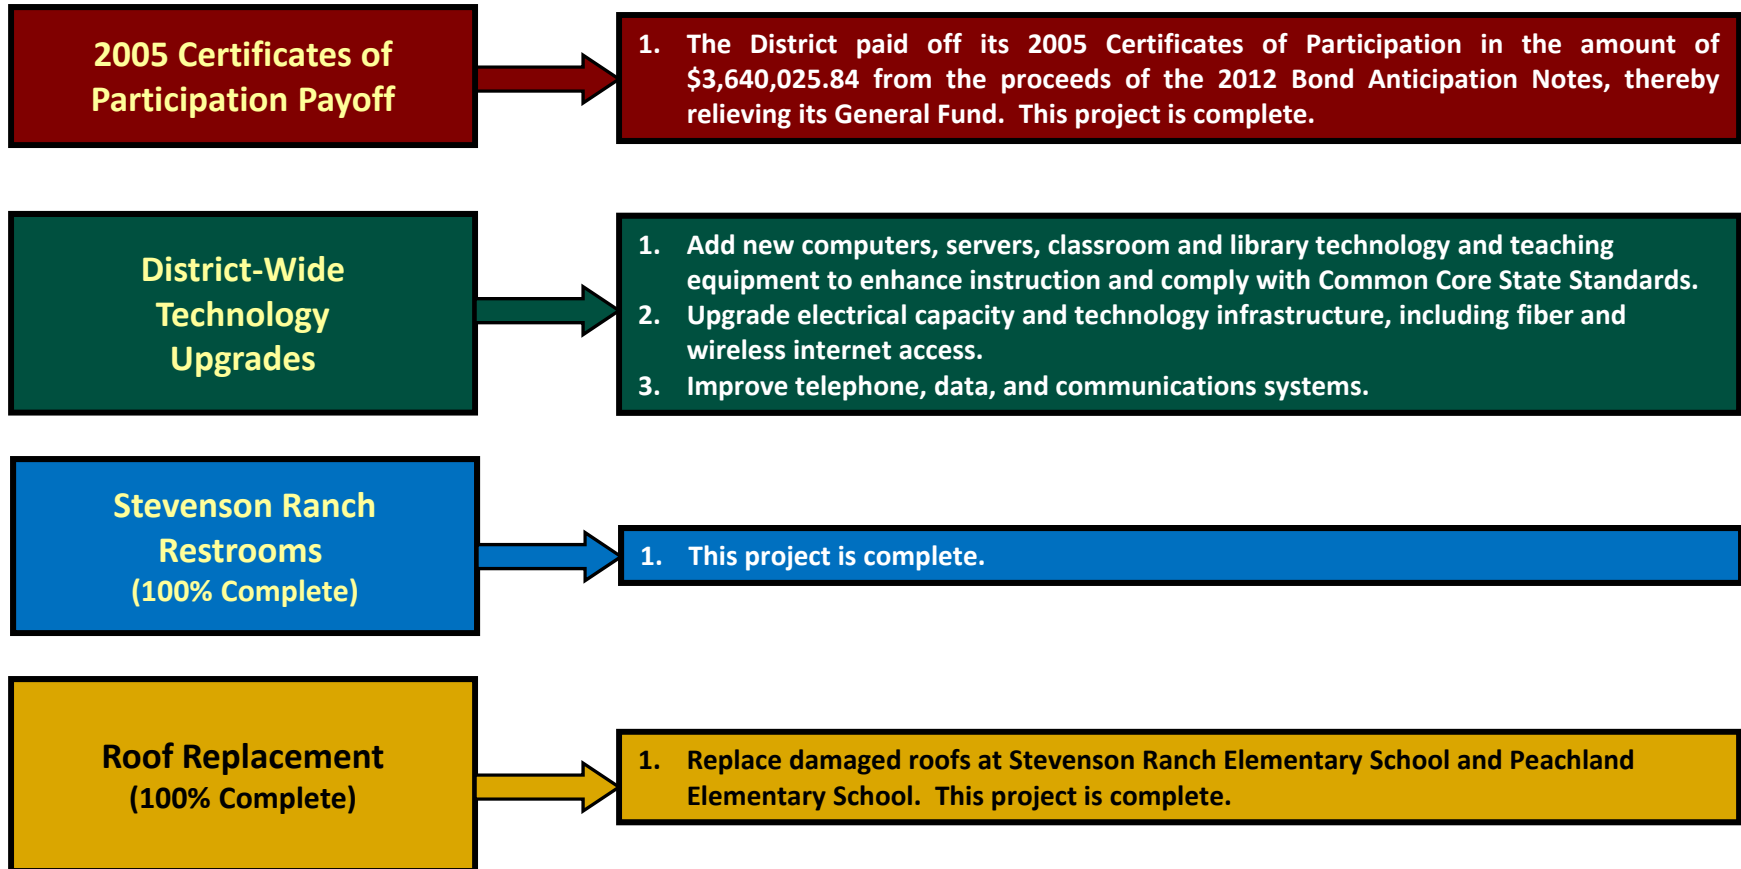 2005 Certificates of
Participation Payoff
1. The District paid off its 2005 Certificates of Participation in the amount of
$3,640,025.84 from the proceeds of the 2012 Bond Anticipation Notes, thereby
relieving its General Fund. This project is complete.
District-Wide
Technology
Upgrades
1. Add new computers, servers, classroom and library technology and teaching
equipment to enhance instruction and comply with Common Core State Standards.
2. Upgrade electrical capacity and technology infrastructure, including fiber and
wireless internet access.
3. Improve telephone, data, and communications systems.
Stevenson Ranch
Restrooms
(100% Complete)
1. This project is complete.
Roof Replacement
(100% Complete)
1. Replace damaged roofs at Stevenson Ranch Elementary School and Peachland
Elementary School. This project is complete.